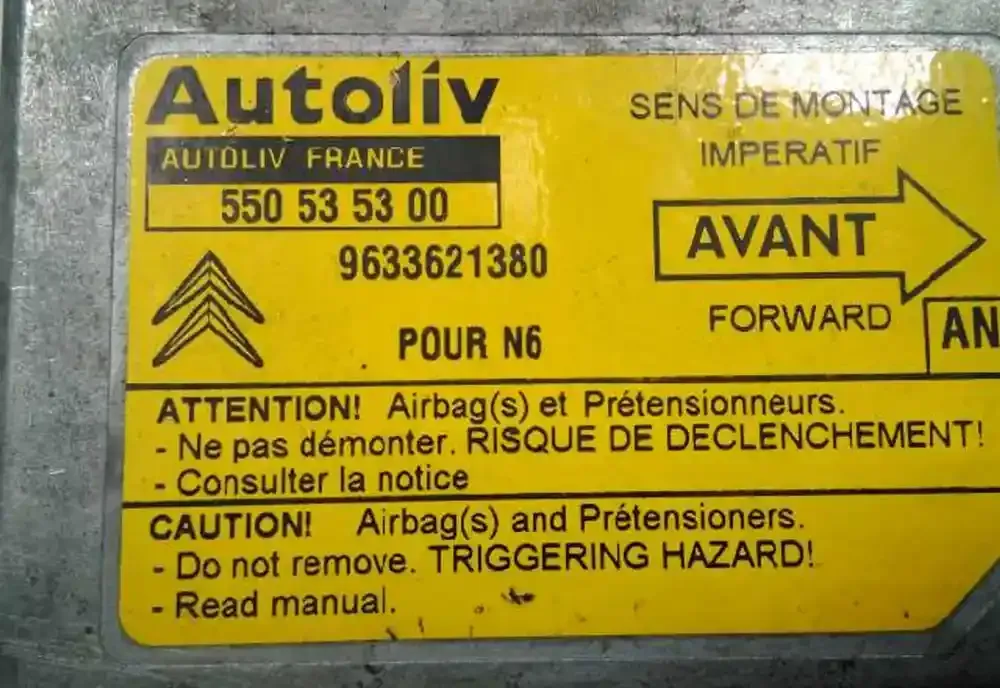 Autoliv
AUTOLIV FRANCE
550 53 53 00
9633621380
POUR N6
SENS DE MONTAGE
IMPERATIF
AVANT
FORWARD
AN
ATTENTION! Airbag(s) et Prétensionneurs.
- Ne pas démonter. RISQUE DE DECLENCHEMENT!
- Consulter la notice
CAUTION! Airbag(s) and Prétensioners.
- Do not remove. TRIGGERING HAZARD!
- Read manual.